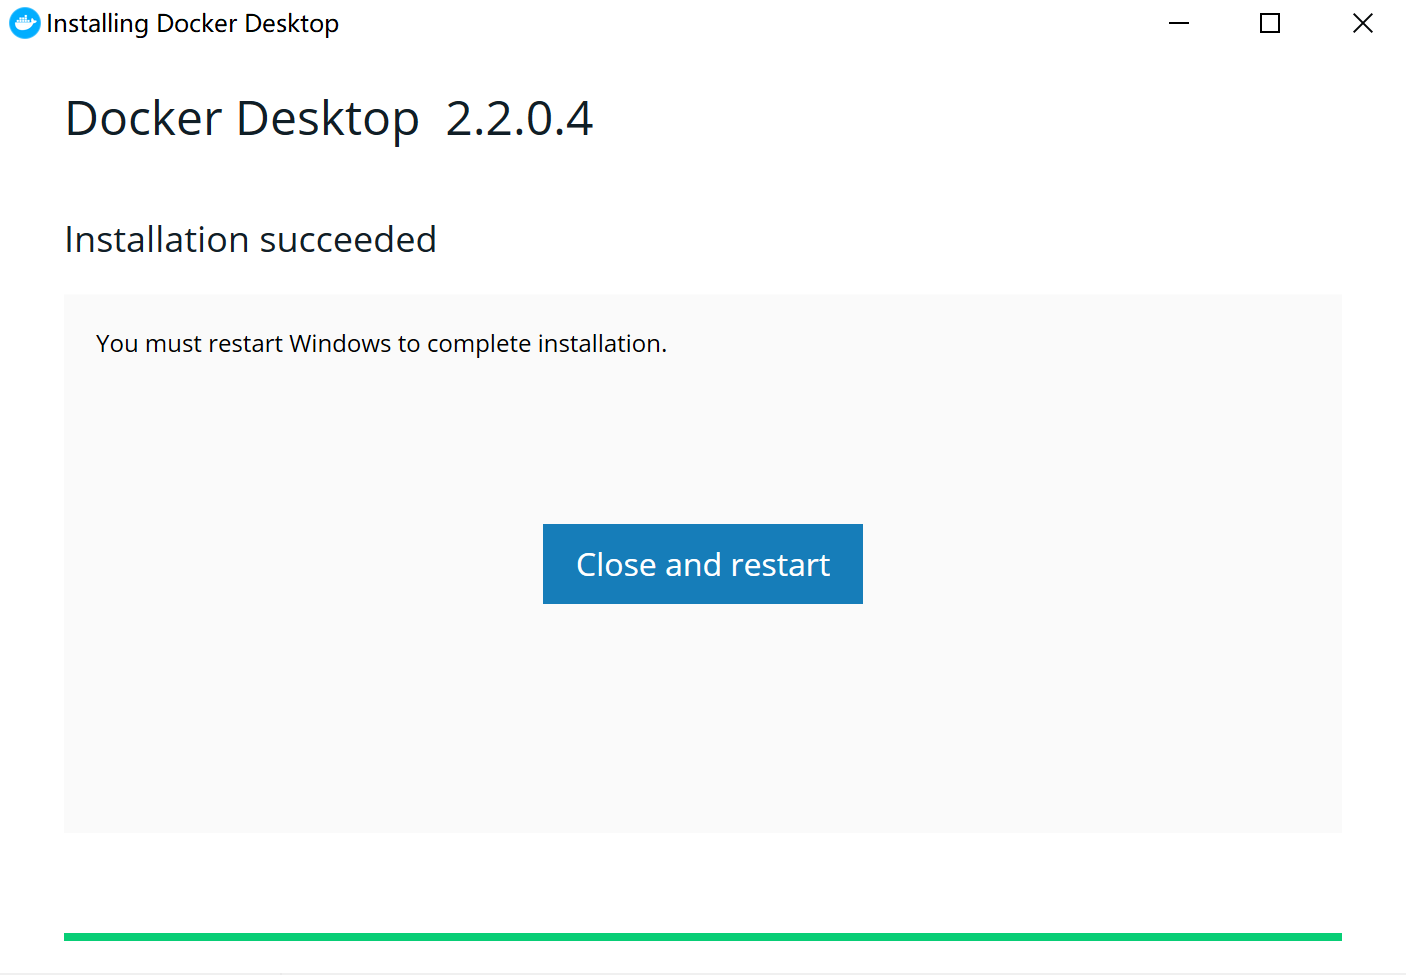 Installing Docker Desktop
Docker Desktop 2.2.0.4
Installation succeeded
You must restart Windows to complete installation.
Close and restart